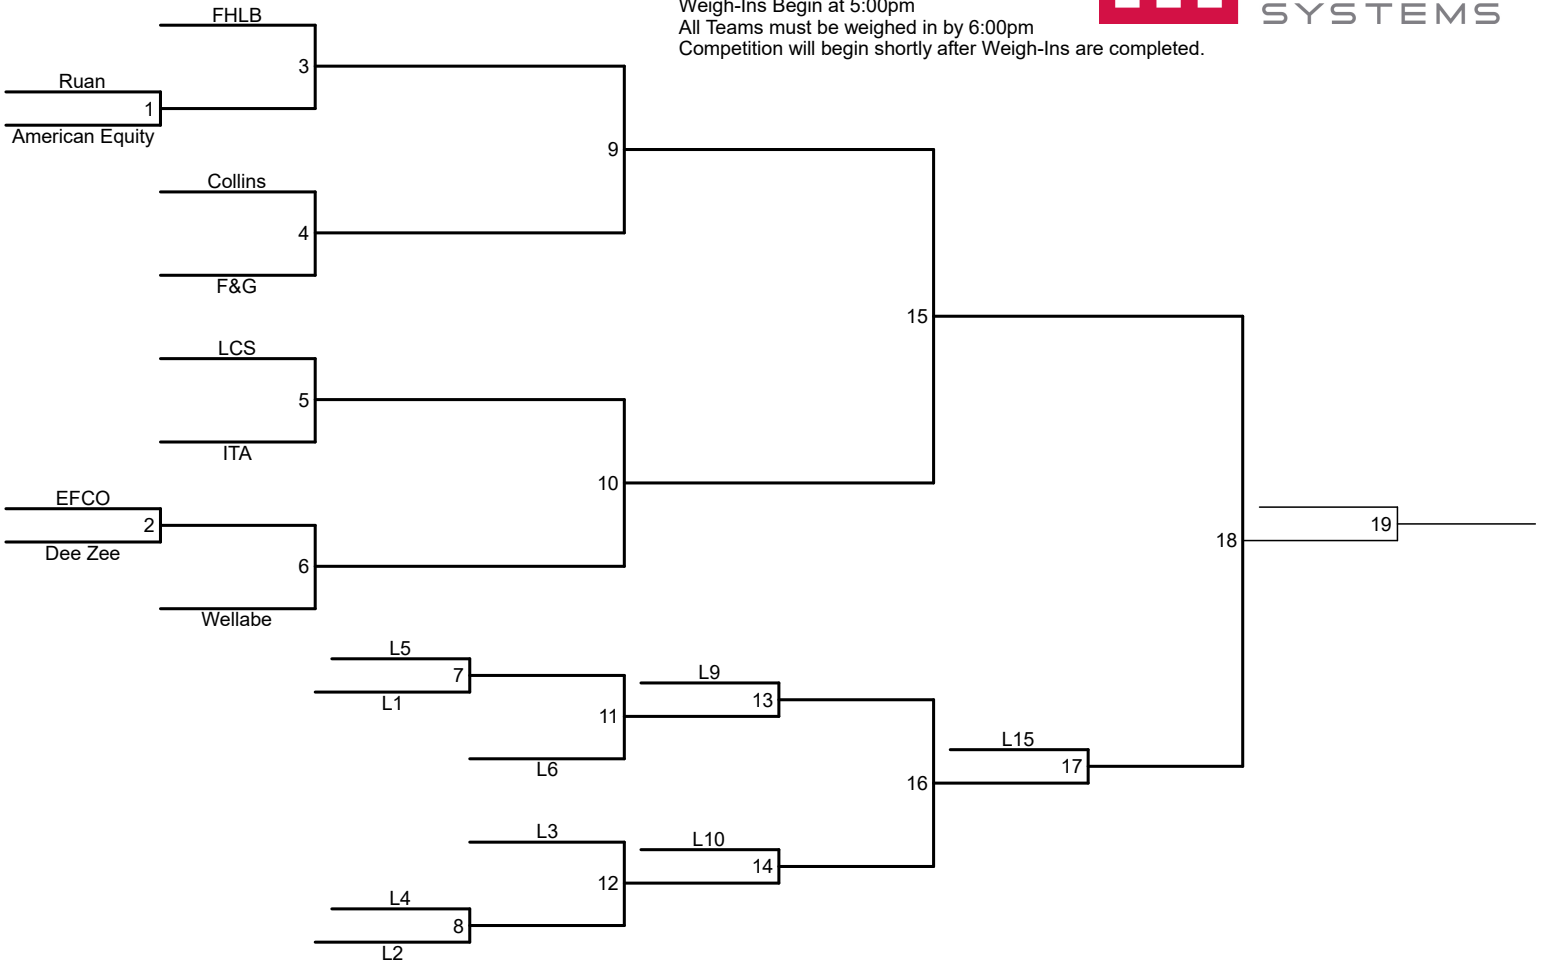 Weigh-Ins Begin at 5:00pm
All Teams must be weighed in by 6:00pm
Competition will begin shortly after Weigh-Ins are completed.
SYSTEMS
FHLB
3
Ruan
1
American Equity
9
Collins
4
F&G
15
LCS
5
ITA
10
EFCO
2
Dee Zee
6
Wellabe
18
19
L5
7
L1
L9
13
11
L6
L15
17
16
L3
L10
14
12
L4
8
L2